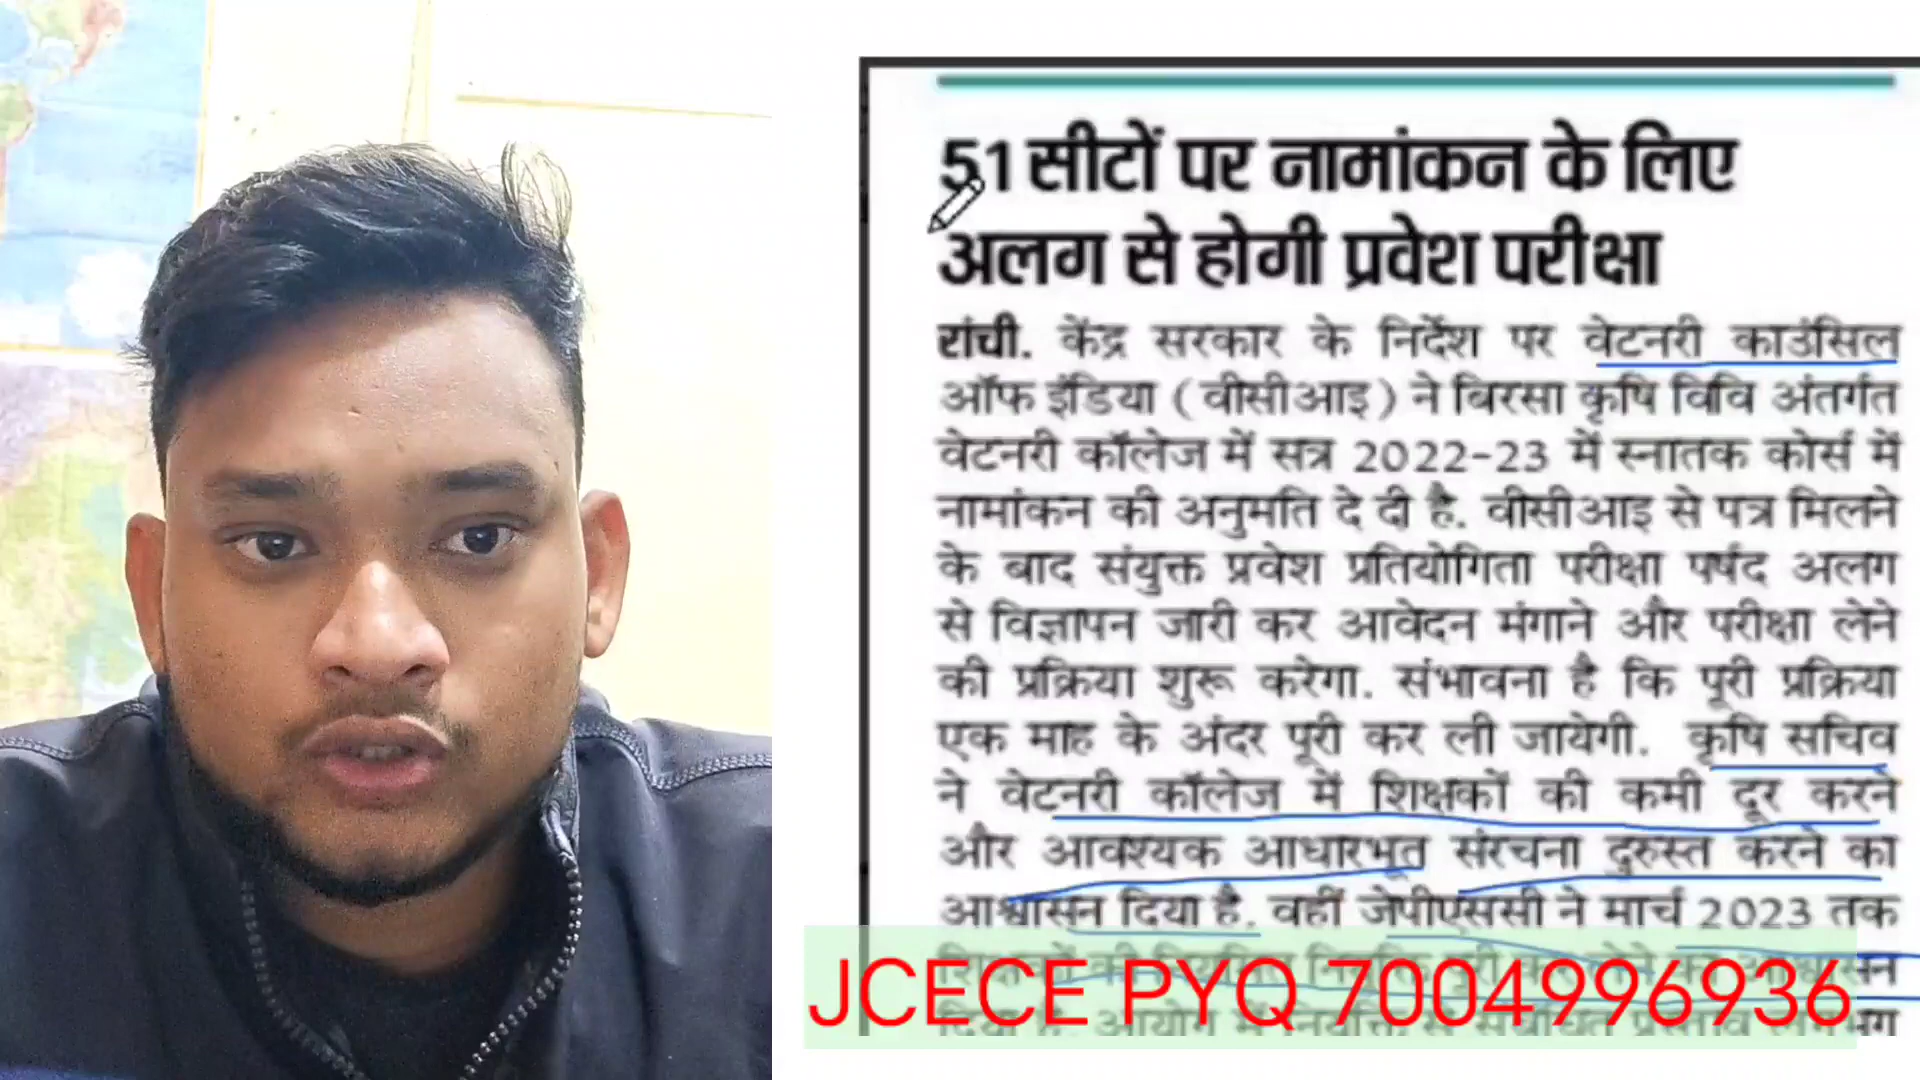 51 सीटों पर नामांकन के लिए
अलग से होगी प्रवेश परीक्षा
रांची. केंद्र सरकार के निर्देश पर वेटनरी काउंसिल
ऑफ इंडिया (वीसीआइ) ने बिरसा कृषि विवि अंतर्गत
वेटनरी कॉलेज में सत्र 2022-23 में स्नातक कोर्स में
नामांकन की अनुमति दे दी है. वीसीआइ से पत्र मिलने
के बाद संयुक्त प्रवेश प्रतियोगिता परीक्षा पर्षद अलग
से विज्ञापन जारी कर आवेदन मंगाने और परीक्षा लेने
की प्रक्रिया शुरू करेगा. संभावना है कि पूरी प्रक्रिया
एक माह के अंदर पूरी कर ली जायेगी. कृषि सचिव
ने वेटनरी कॉलेज में शिक्षकों की कमी दूर करने
और आवश्यक आधारभूत संरचना दुरुस्त करने का
आश्वासन दिया है. वहीं जेपीएससी ने मार्च 2023 तक
JCECE PYQ 7004996936